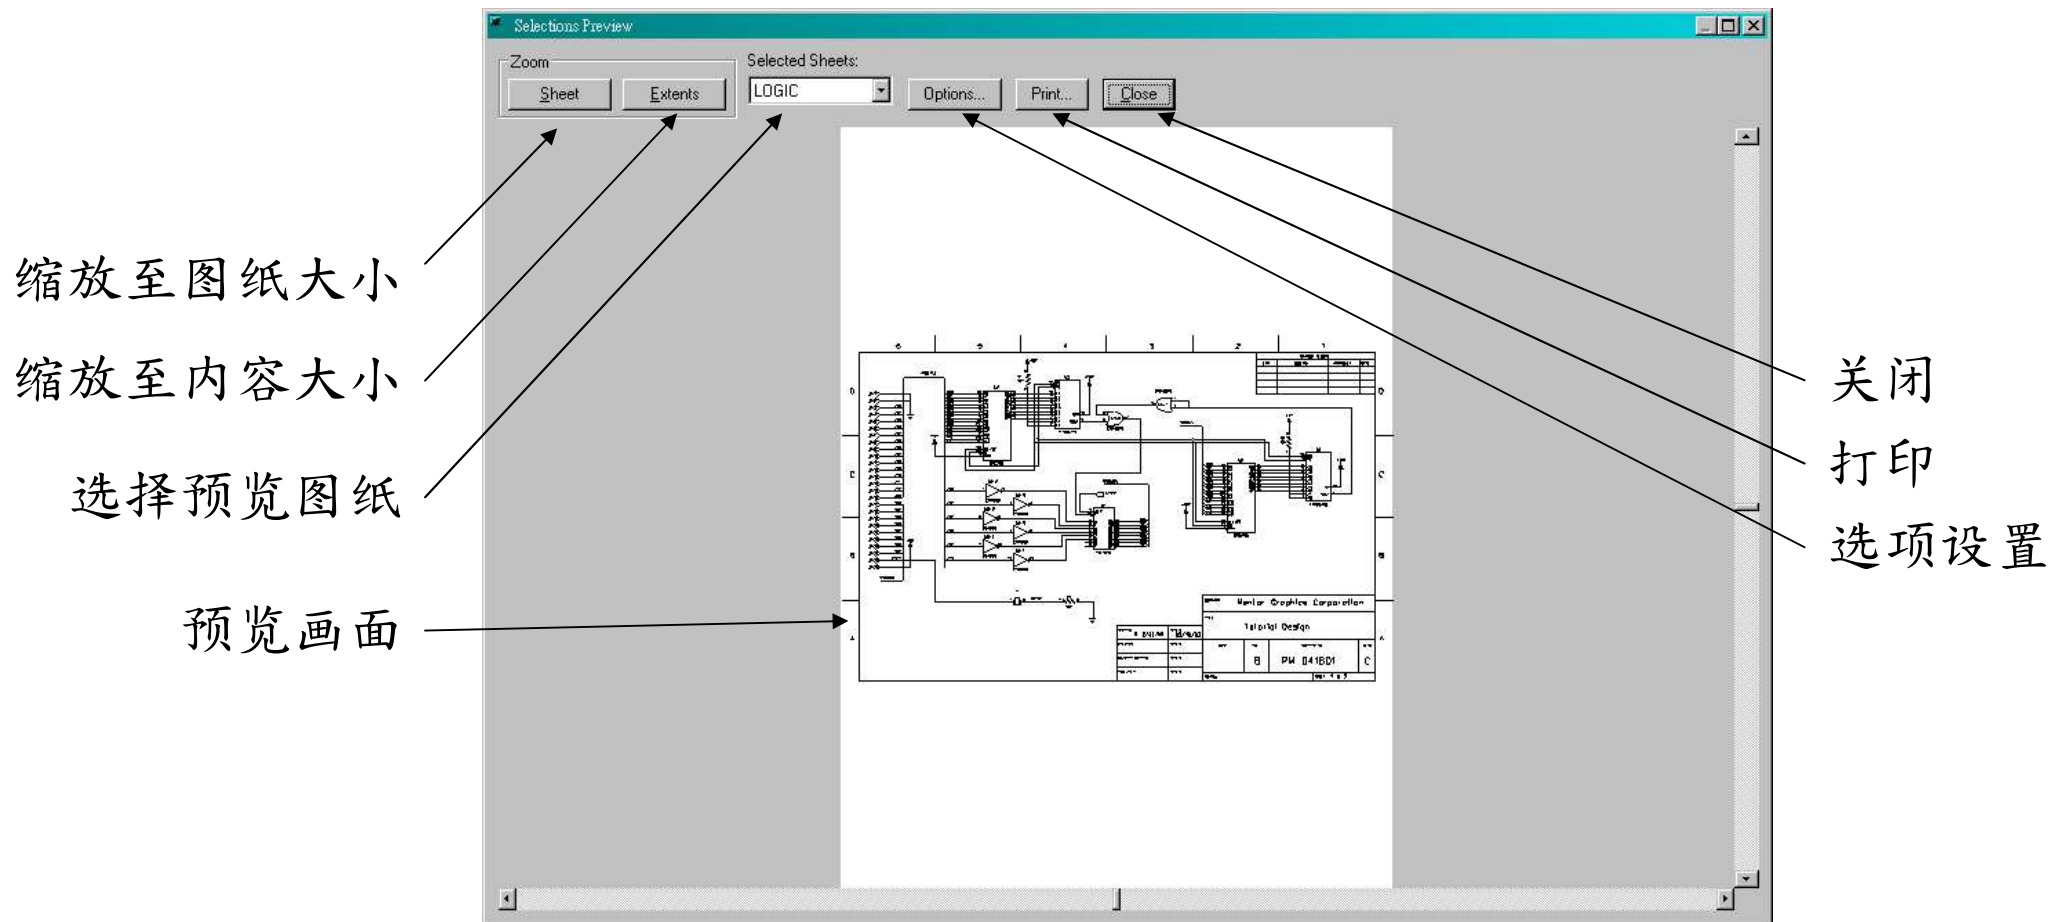 Selections Preview
Zoom
Selected Sheets:
Sheet
Extents
LOGIC
Options...
Print...
Close
缩放至图纸大小
缩放至内容大小
选择预览图纸
预览画面
关闭
打印
选项设置
Mentor Graphics Corporation
Tutorial Design
B
C